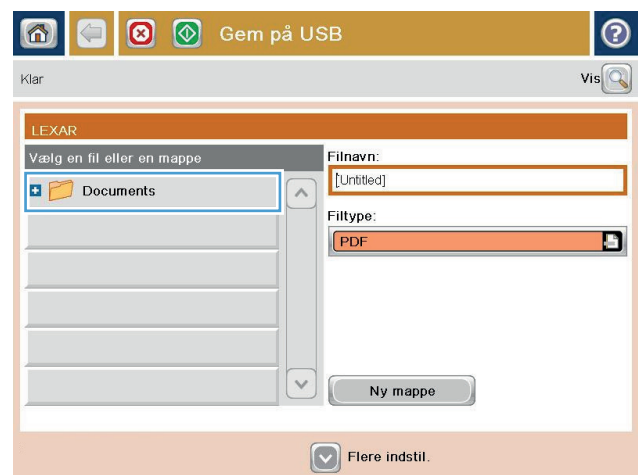 Gem på USB
Klar
Vis
LEXAR
Vælg en fil eller en mappe
Documents
Filnavn:
[Untitled]
Filtype:
PDF
Ny mappe
Flere indstil.